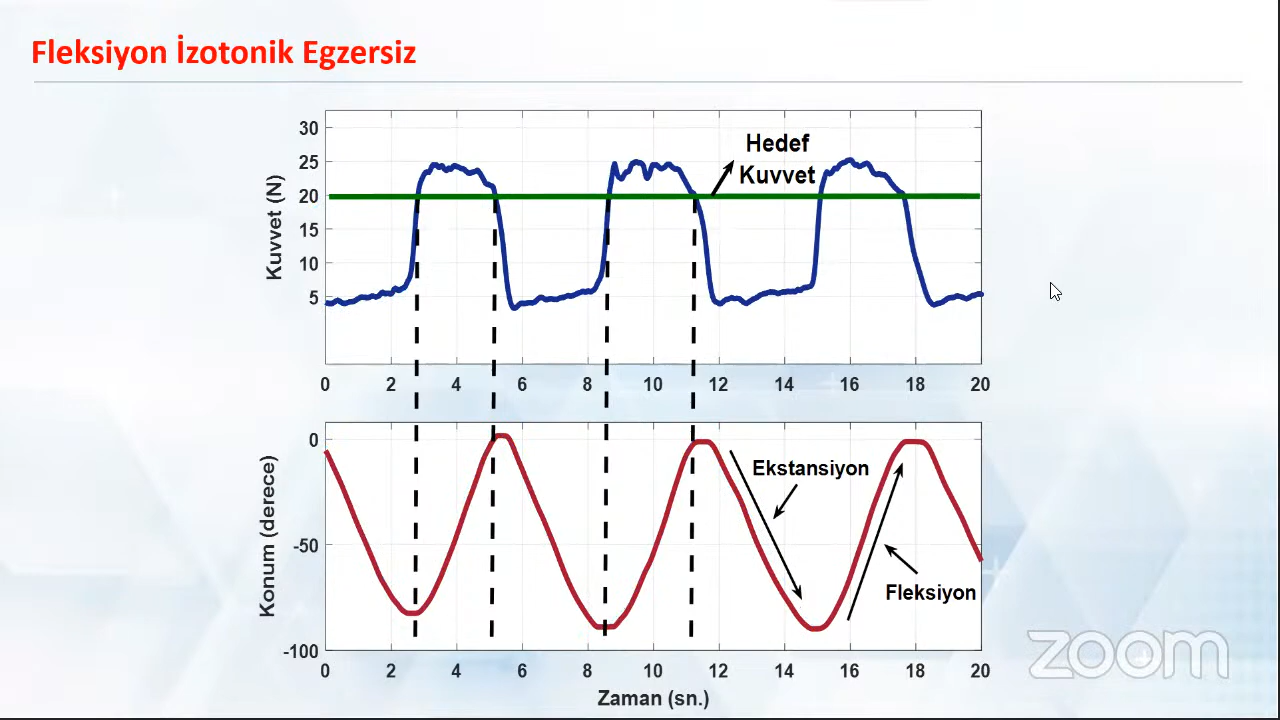 Fleksiyon İzotonik Egzersiz
30
25
20
15
10
5
Kuvvet (N)
Hedef
Kuvvet
0 2 4 6 8 10 12 14 16 18 20
0
-50
-100
Konum (derece)
Ekstansiyon
Fleksiyon
0 2 4 6 8 10 12 14 16 18 20
Zaman (sn.)
zoom